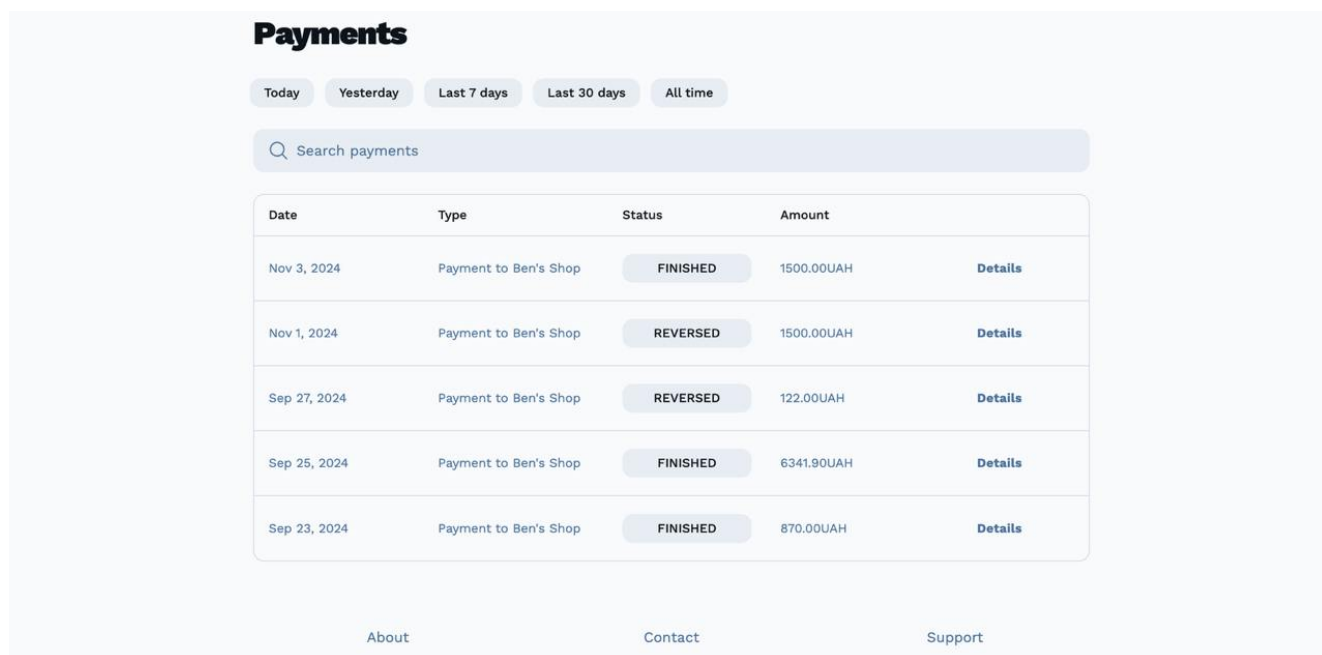 Payments
Today Yesterday Last 7 days Last 30 days All time
Search payments
Date Type Status Amount
Nov 3, 2024 Payment to Ben's Shop FINISHED 1500.00UAH Details
Nov 1, 2024 Payment to Ben's Shop REVERSED 1500.00UAH Details
Sep 27, 2024 Payment to Ben's Shop REVERSED 122.00UAH Details
Sep 25, 2024 Payment to Ben's Shop FINISHED 6341.90UAH Details
Sep 23, 2024 Payment to Ben's Shop FINISHED 870.00UAH Details
About Contact Support